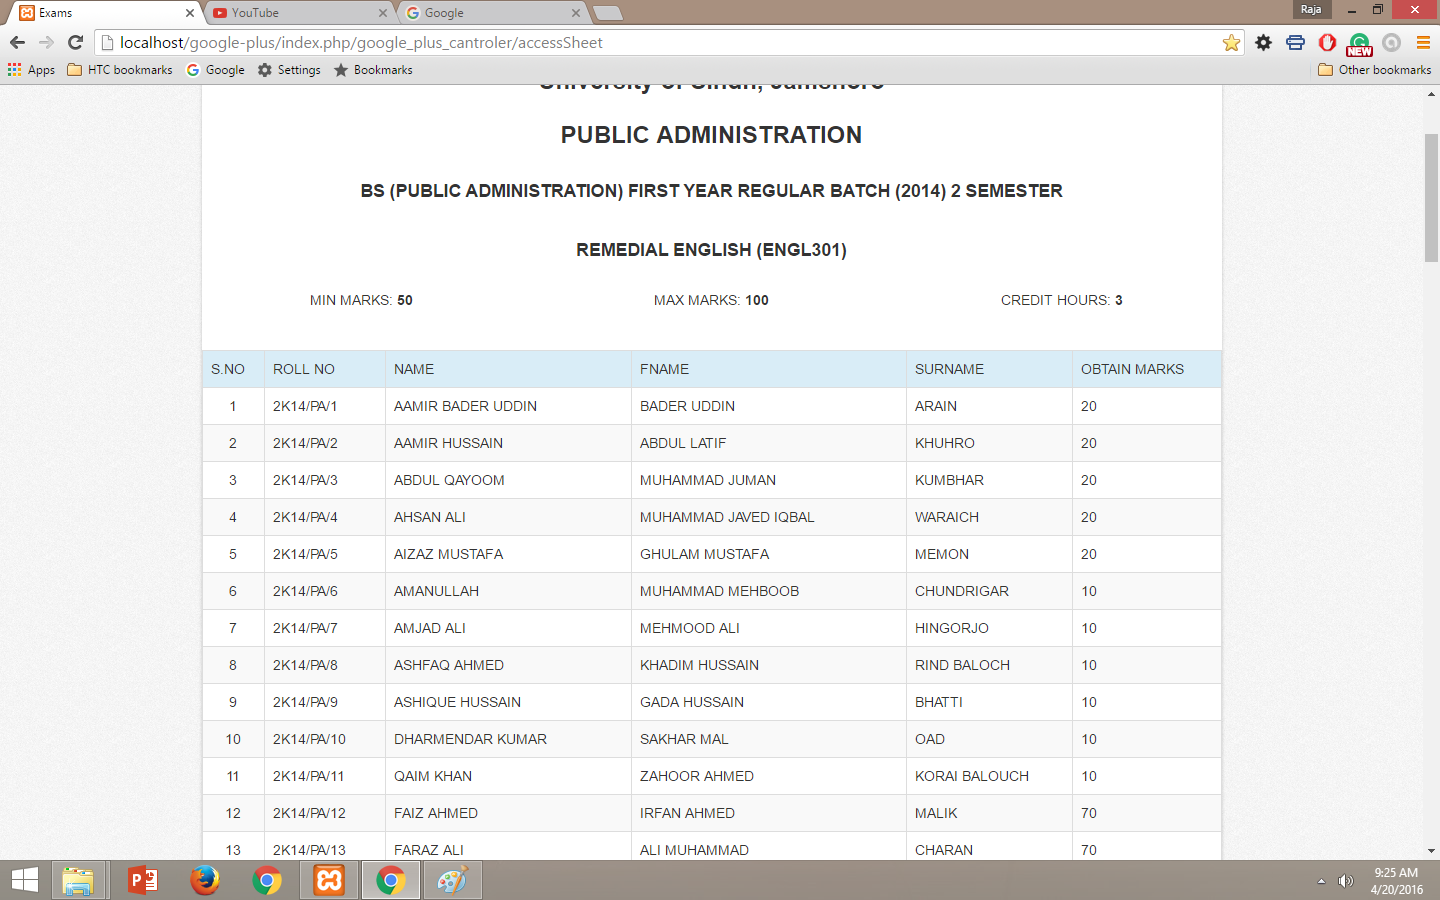 Exams
YouTube
Google
Raja
localhost/google-plus/index.php/google_plus_cantroler/accessSheet
NEW
Apps HTC bookmarks Google Settings Bookmarks Other bookmarks
University of Sindh, Jamshoro
PUBLIC ADMINISTRATION
BS (PUBLIC ADMINISTRATION) FIRST YEAR REGULAR BATCH (2014) 2 SEMESTER
REMEDIAL ENGLISH (ENGL301)
MIN MARKS: 50 MAX MARKS: 100 CREDIT HOURS: 3
S.NO ROLL NO NAME FNAME SURNAME OBTAIN MARKS
1 2K14/PA/1 AAMIR BADER UDDIN BADER UDDIN ARAIN 20
2 2K14/PA/2 AAMIR HUSSAIN ABDUL LATIF KHUHRO 20
3 2K14/PA/3 ABDUL QAYOOM MUHAMMAD JUMAN KUMBHAR 20
4 2K14/PA/4 AHSAN ALI MUHAMMAD JAVED IQBAL WARAICH 20
5 2K14/PA/5 AIZAZ MUSTAFA GHULAM MUSTAFA MEMON 20
6 2K14/PA/6 AMANULLAH MUHAMMAD MEHBOOB CHUNDRIGAR 10
7 2K14/PA/7 AMJAD ALI MEHMOOD ALI HINGORJO 10
8 2K14/PA/8 ASHFAQ AHMED KHADIM HUSSAIN RIND BALOCH 10
9 2K14/PA/9 ASHIQUE HUSSAIN GADA HUSSAIN BHATTI 10
10 2K14/PA/10 DHARMENDAR KUMAR SAKHAR MAL OAD 10
11 2K14/PA/11 QAIM KHAN ZAHOOR AHMED KORAI BALOUCH 10
12 2K14/PA/12 FAIZ AHMED IRFAN AHMED MALIK 70
13 2K14/PA/13 FARAZ ALI ALI MUHAMMAD CHARAN 70
9:25 AM
4/20/2016